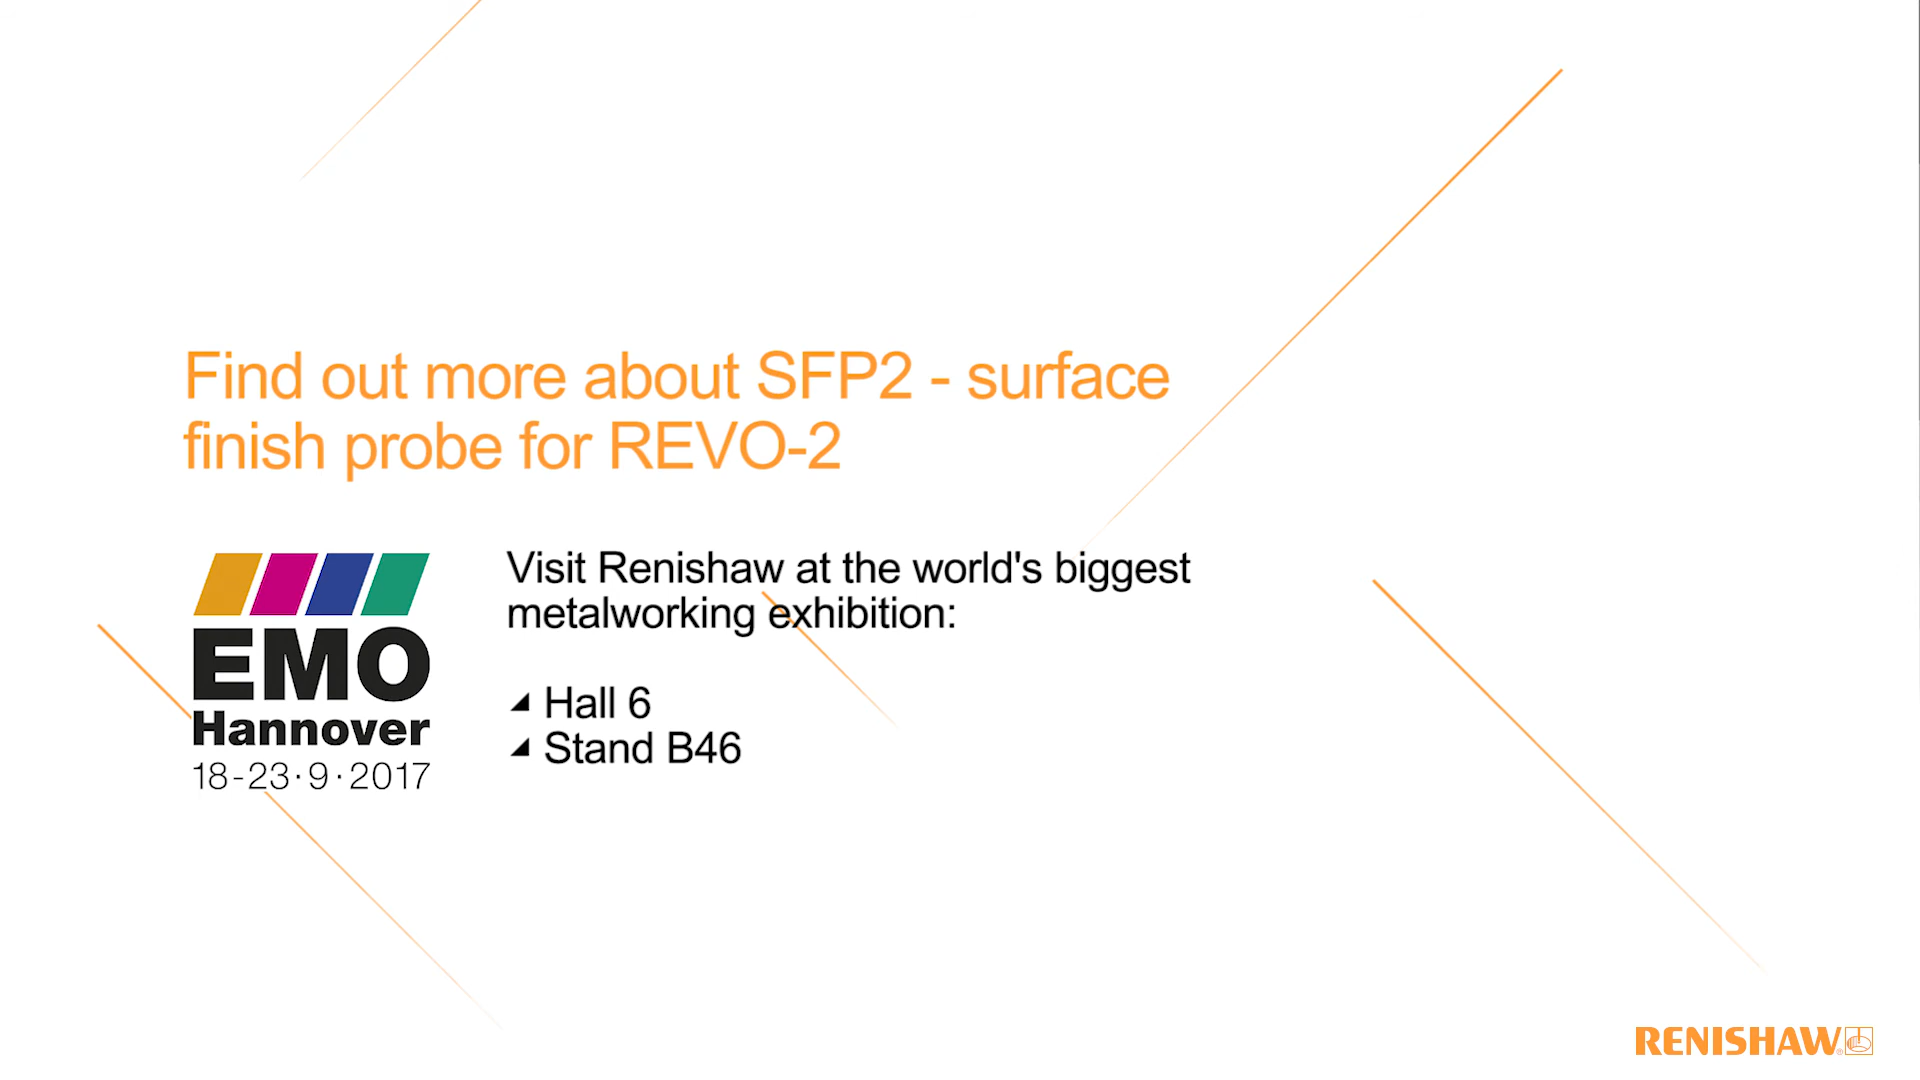 Find out more about SFP2 - surface
finish probe for REVO-2
EMO
Hannover
18-23·9·2017
Visit Renishaw at the world's biggest
metalworking exhibition:
Hall 6
Stand B46
RENISHAW